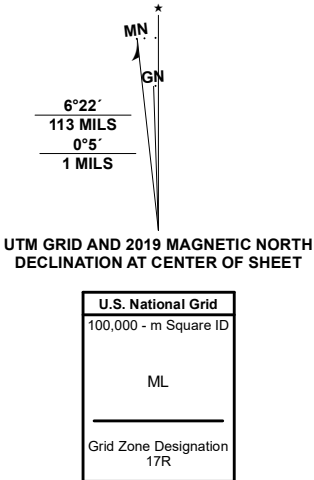 ★
MN
GN
6°22´
113 MILS
0°5´
1 MILS
UTM GRID AND 2019 MAGNETIC NORTH
DECLINATION AT CENTER OF SHEET
U.S. National Grid
100,000 - m Square ID
ML
Grid Zone Designation
17R